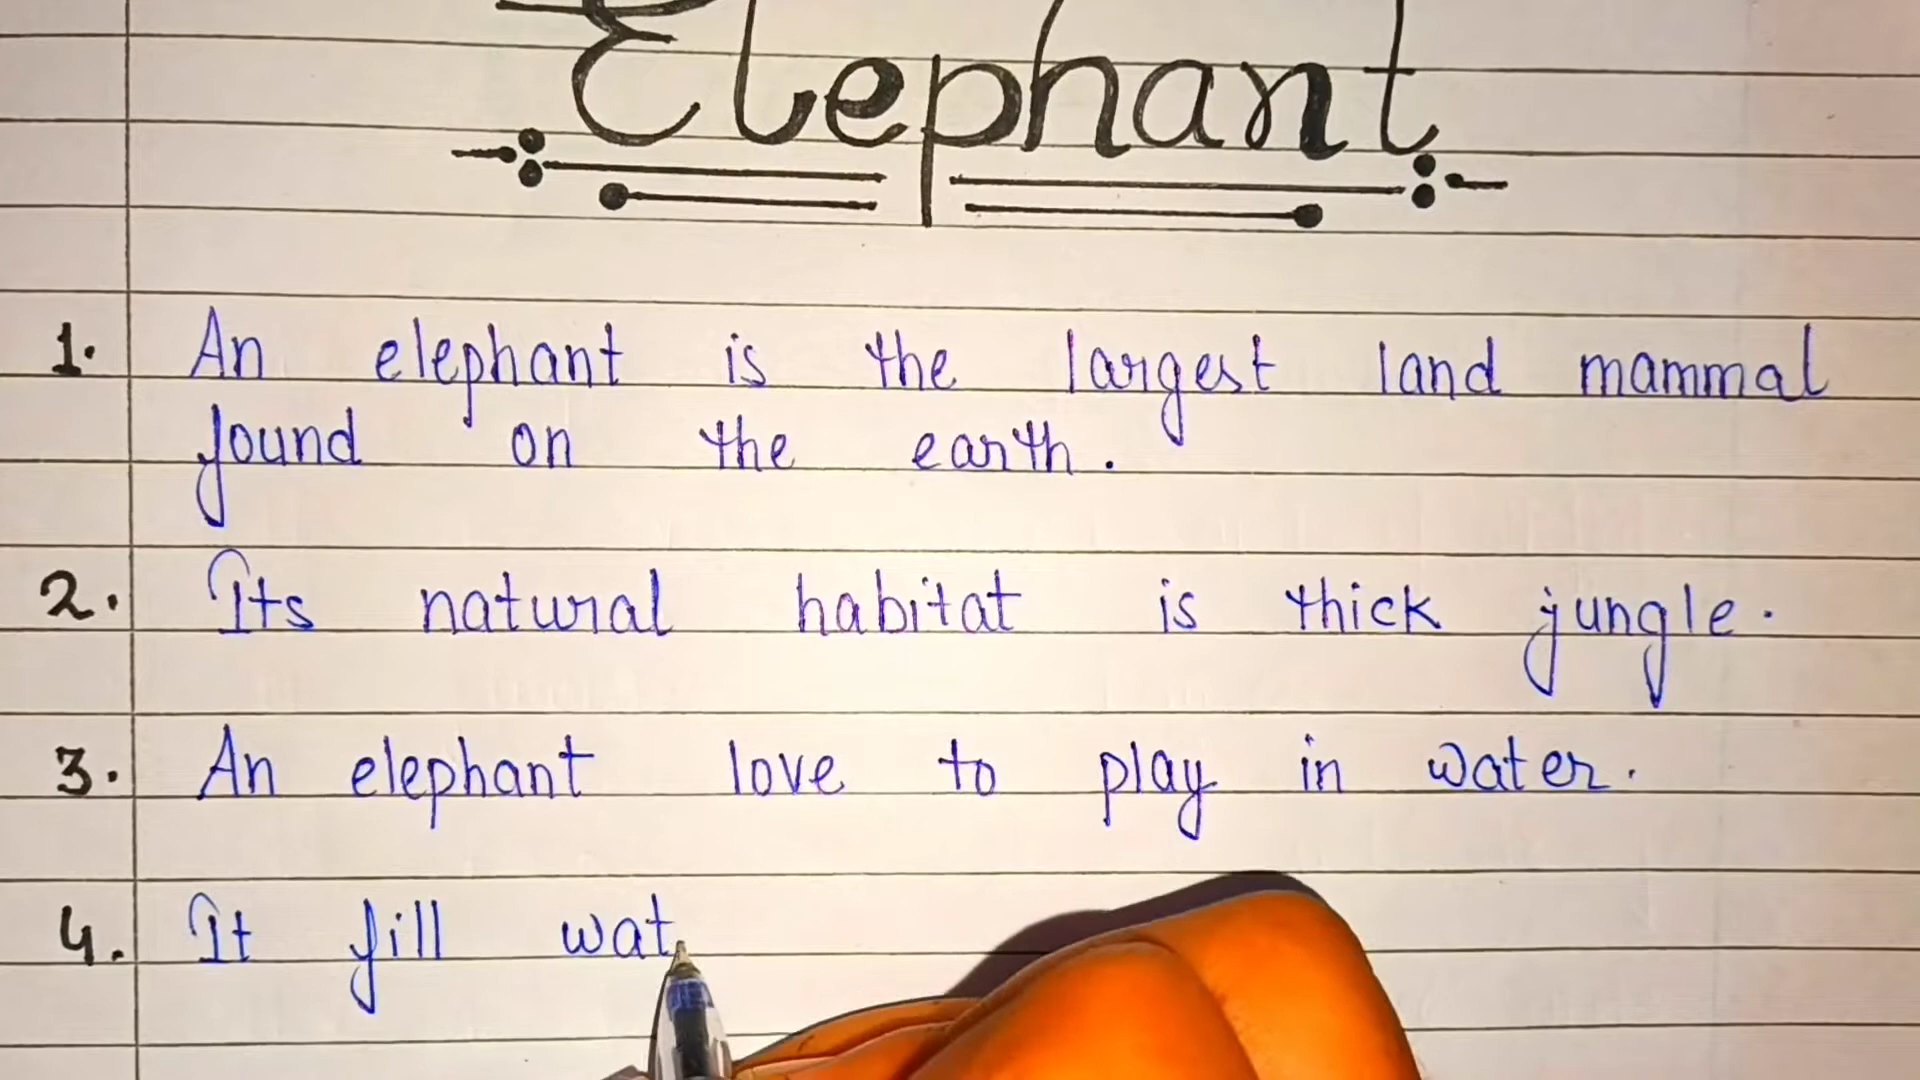 Elephant
1. An elephant is the largest land mammal
found on the earth.
2. Its natural habitat is thick jungle.
3. An elephant love to play in water.
4. It fill wat